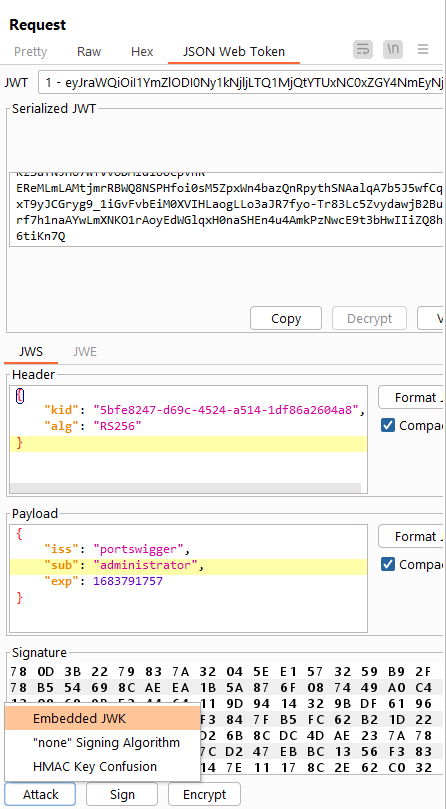 Request
Pretty Raw Hex JSON Web Token
\n
JWT 1 - eyJraWQiOiI1YmZlODI0Ny1kNjljLTQ1MjQtYTUxNC0xZGY4NmEyNj
Serialized JWT
EReMLmLAMtjmrRBWQ8NSPHfoi0sM5ZpxWn4bazQnRpythSNAalqA7b5J5wfCq
xT9yJCGryg9_1iGvFvbEiM0XVIHLaogLLo3aJR7fyo-Tr83Lc5ZvydawjB2Bu
rf7h1naAYwLmXNKO1rAoyEdWGlqxH0naSHEn4u4AmkPzNwcE9t3bHwIIiZQ8h
6tiKn7Q
Copy Decrypt V
JWS JWE
Header
{
"kid": "5bfe8247-d69c-4524-a514-1df86a2604a8",
"alg": "RS256"
}
Format J
Compac
Payload
{
"iss": "portswigger",
"sub": "administrator",
"exp": 1683791757
}
Format J
Compac
Signature
78 0D 3B 22 79 83 7A 32 04 5E E1 57 32 59 B9 2F
78 B5 54 69 8C AE EA 1B 5A 87 6F 08 74 49 A0 C4
11 9D 94 14 32 9B DF 61 96
Embedded JWK F3 84 7F B5 FC 62 B2 1D 22
"none" Signing Algorithm D2 6B 8C DC 4D AE 23 7A 78
7C D2 47 EB BC 13 56 F3 83
HMAC Key Confusion 14 7E 11 17 8C 2E 62 C0 32
Attack Sign Encrypt